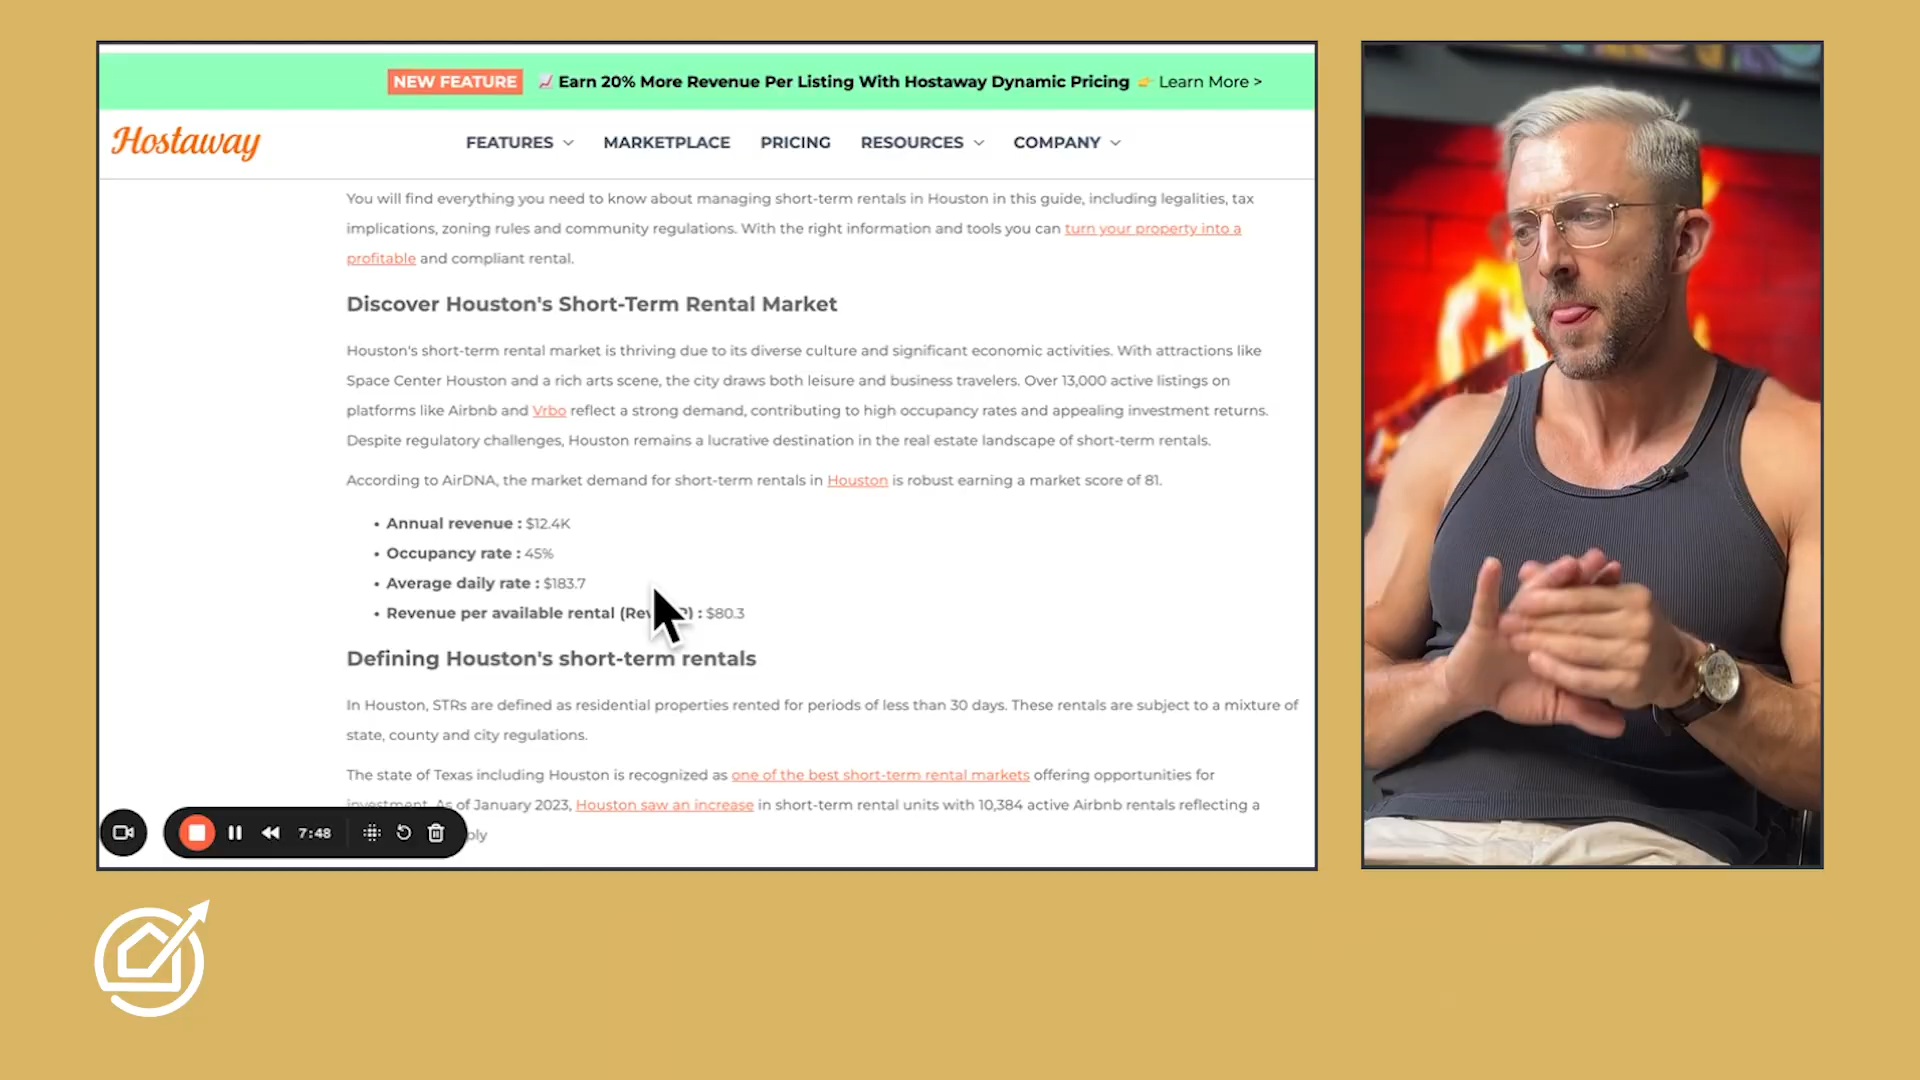 NEW FEATURE Earn 20% More Revenue Per Listing With Hostaway Dynamic Pricing Learn More >
Hostaway FEATURES MARKETPLACE PRICING RESOURCES COMPANY
You will find everything you need to know about managing short-term rentals in Houston in this guide, including legalities, tax
implications, zoning rules and community regulations. With the right information and tools you can turn your property into a
profitable and compliant rental.
Discover Houston's Short-Term Rental Market
Houston's short-term rental market is thriving due to its diverse culture and significant economic activities. With attractions like
Space Center Houston and a rich arts scene, the city draws both leisure and business travelers. Over 13,000 active listings on
platforms like Airbnb and Vrbo reflect a strong demand, contributing to high occupancy rates and appealing investment returns.
Despite regulatory challenges, Houston remains a lucrative destination in the real estate landscape of short-term rentals.
According to AirDNA, the market demand for short-term rentals in Houston is robust earning a market score of 81.
• Annual revenue : $12.4K
• Occupancy rate : 45%
• Average daily rate : $183.7
• Revenue per available rental : $80.3
Defining Houston's short-term rentals
In Houston, STRs are defined as residential properties rented for periods of less than 30 days. These rentals are subject to a mixture of
state, county and city regulations.
The state of Texas including Houston is recognized as one of the best short-term rental markets offering opportunities for
investment. As of January 2023, Houston saw an increase in short-term rental units with 10,384 active Airbnb rentals reflecting a
7:48